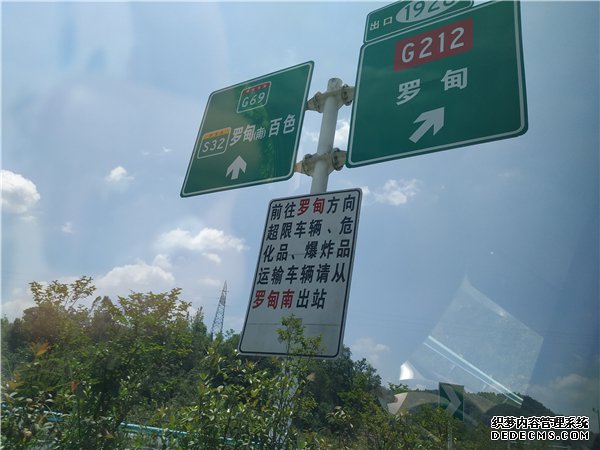 出口 1928
G212
罗甸
G69
S32 罗甸(南) 百色
前往罗甸方向
超限车辆、危
化品、爆炸品
运输车辆请从
罗甸南出站
织梦内容管理系统
DEDECMS.COM